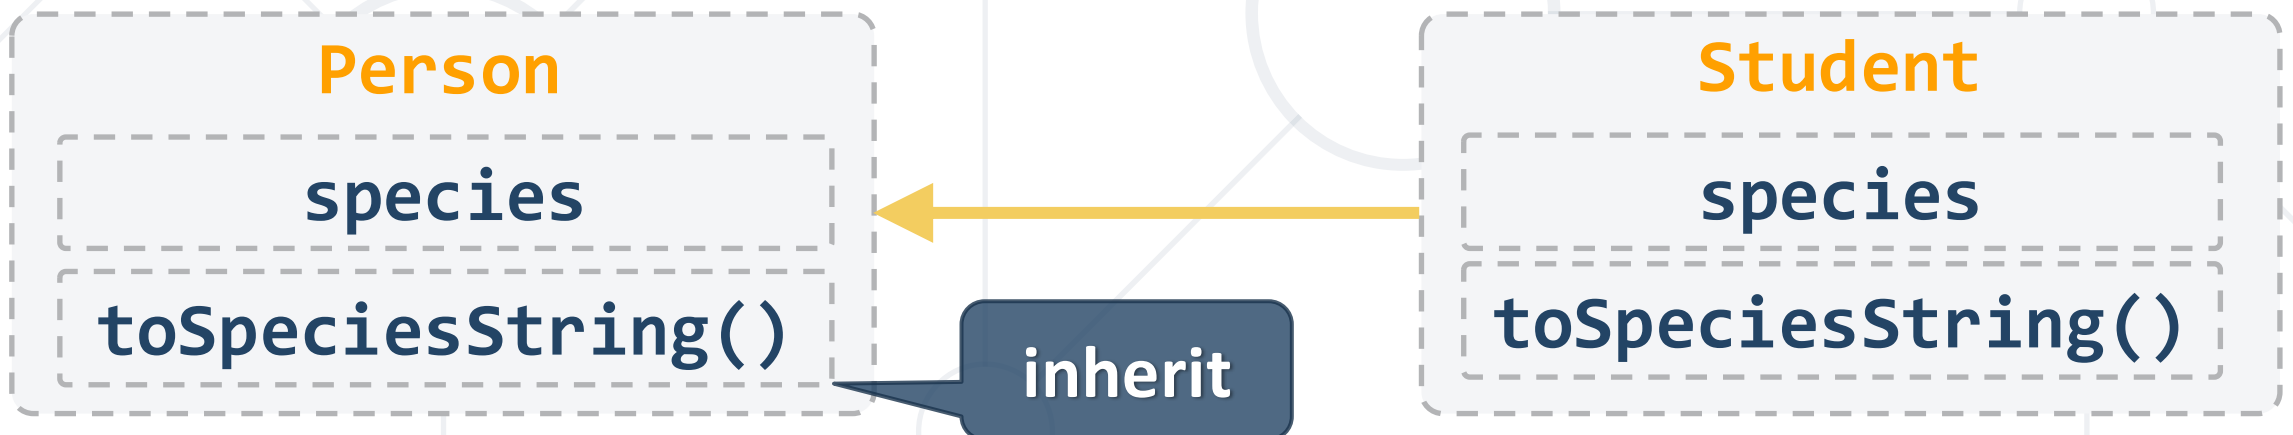 Person
species
toSpeciesString()
inherit
Student
species
toSpeciesString()